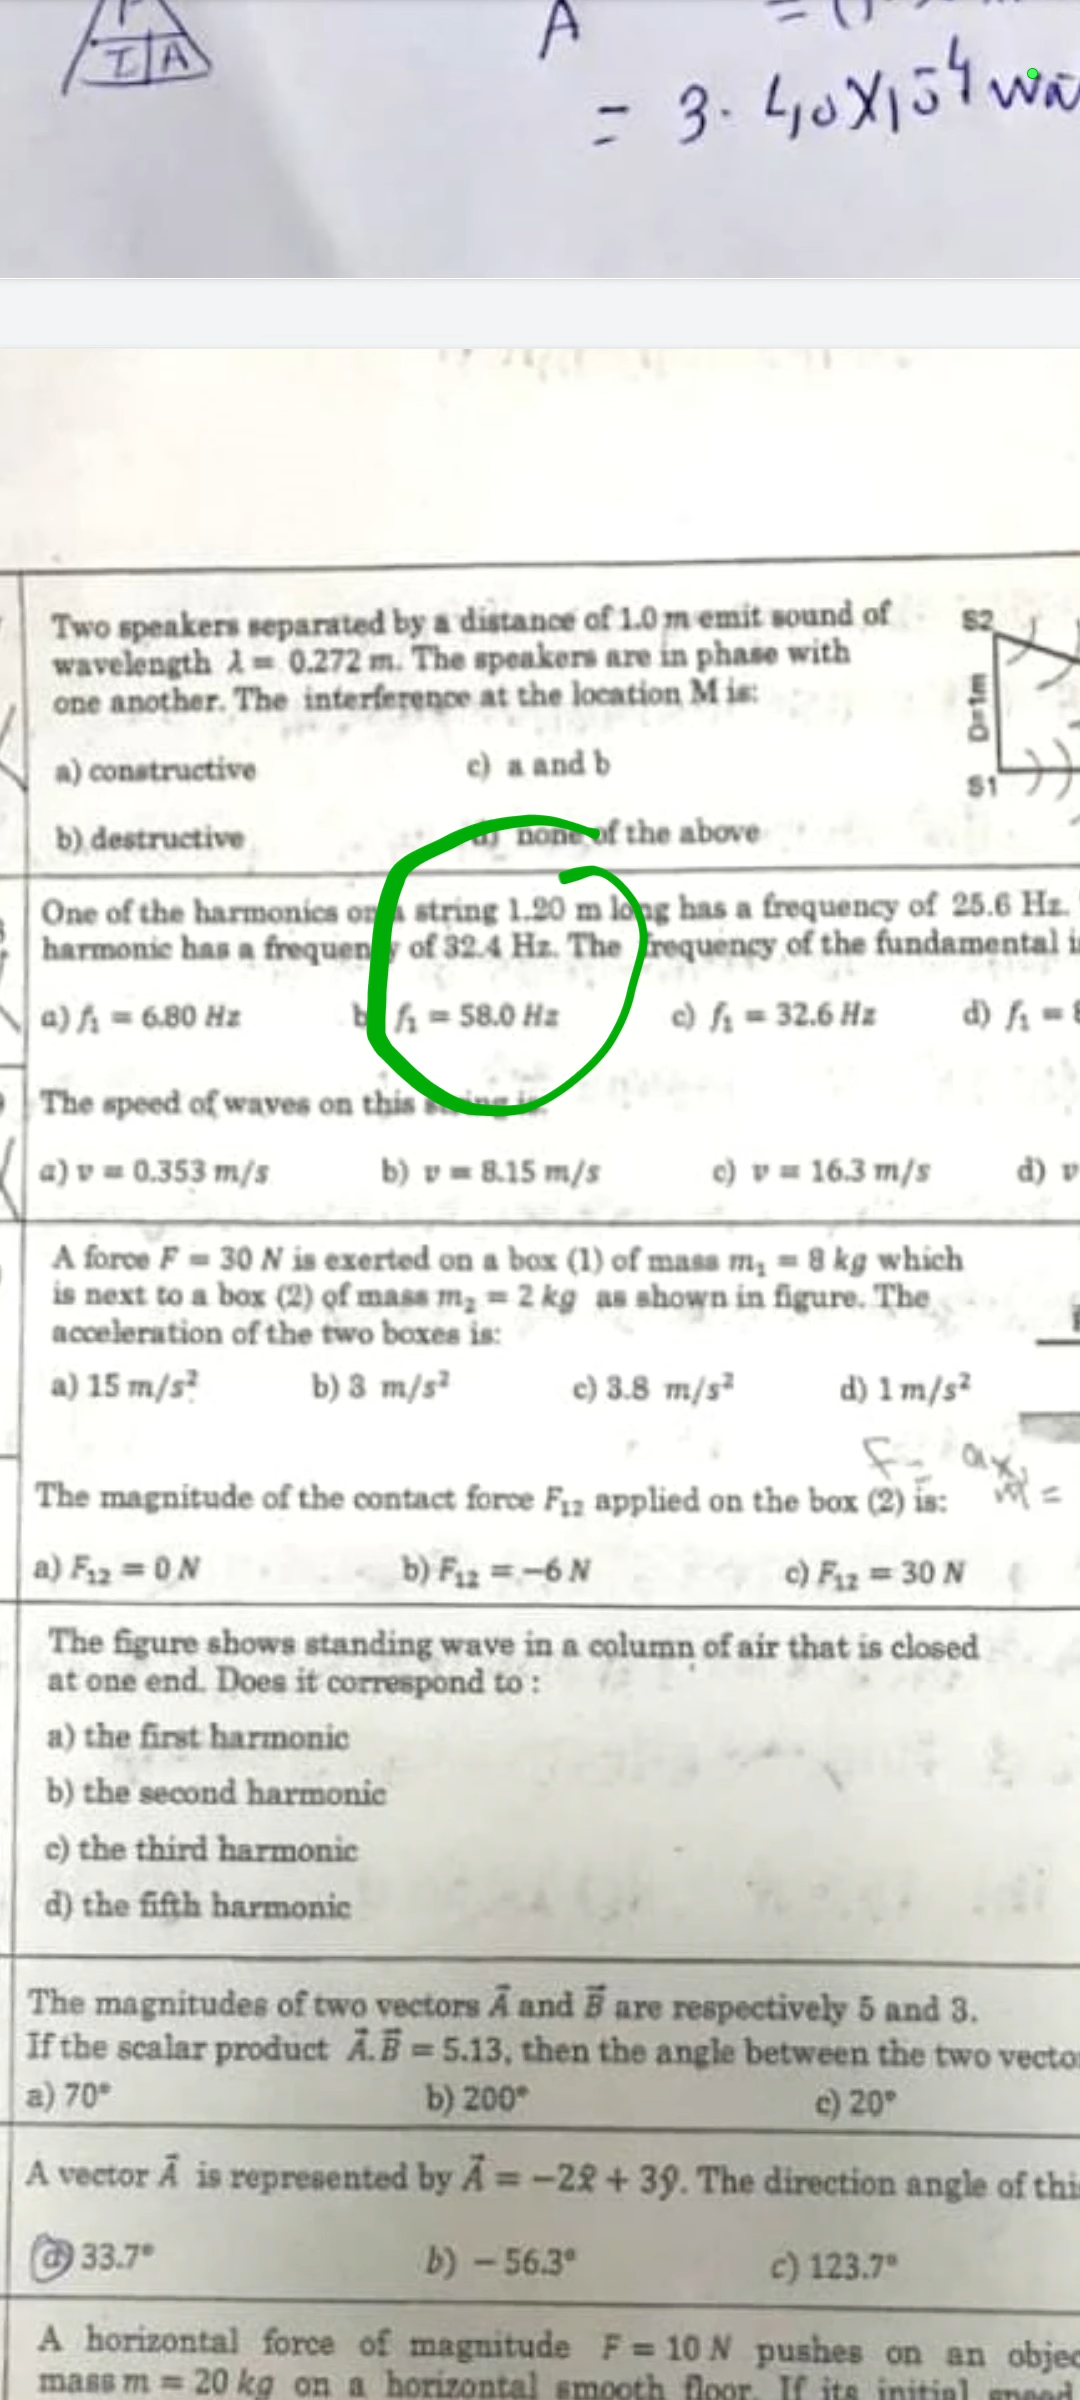 I A
A
= 3.40x10⁻⁴ wa
Two speakers separated by a distance of 1.0 m emit sound of
wavelength λ = 0.272 m. The speakers are in phase with
one another. The interference at the location M is:
S2
D=1m
S1
a) constructive
c) a and b
b) destructive
d) none of the above
One of the harmonics on a string 1.20 m long has a frequency of 25.6 Hz.
harmonic has a frequency of 32.4 Hz. The frequency of the fundamental
a) f₁ = 6.80 Hz b) f₁ = 58.0 Hz c) f₁ = 32.6 Hz d) f₁ =
The speed of waves on this string is:
a) v = 0.353 m/s b) v = 8.15 m/s c) v = 16.3 m/s d) v
A force F = 30 N is exerted on a box (1) of mass m₁ = 8 kg which
is next to a box (2) of mass m₂ = 2 kg as shown in figure. The
acceleration of the two boxes is:
a) 15 m/s² b) 3 m/s² c) 3.8 m/s² d) 1 m/s²
F =
The magnitude of the contact force F₁₂ applied on the box (2) is: m =
a) F₁₂ = 0 N b) F₁₂ = -6 N c) F₁₂ = 30 N
The figure shows standing wave in a column of air that is closed
at one end. Does it correspond to :
a) the first harmonic
b) the second harmonic
c) the third harmonic
d) the fifth harmonic
The magnitudes of two vectors A⃗ and B⃗ are respectively 5 and 3.
If the scalar product A⃗.B⃗ = 5.13, then the angle between the two vecto
a) 70° b) 200° c) 20°
A vector A⃗ is represented by A⃗ = −2x̂ + 3ŷ. The direction angle of thi
a) 33.7° b) − 56.3° c) 123.7°
A horizontal force of magnitude F = 10 N pushes on an objec
mass m = 20 kg on a horizontal smooth floor. If its initial speed